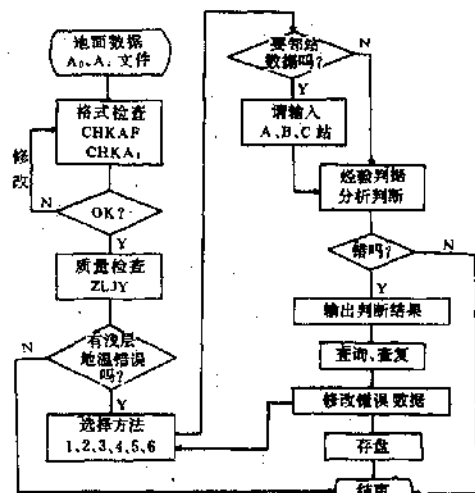 地面数据
A₀、A₁ 文件
格式检查
CHKAF
CHKA₁
修改
N
OK?
Y
质量检查
ZLJY
N
有浅层
地温错误
吗?
Y
选择方法
1、2、3、4、5、6
要邻站
数据吗?
N
Y
请输入
A、B、C 站
经验判据
分析判断
错吗?
N
Y
输出判断结果
查询、查复
修改错误数据
存盘
结束